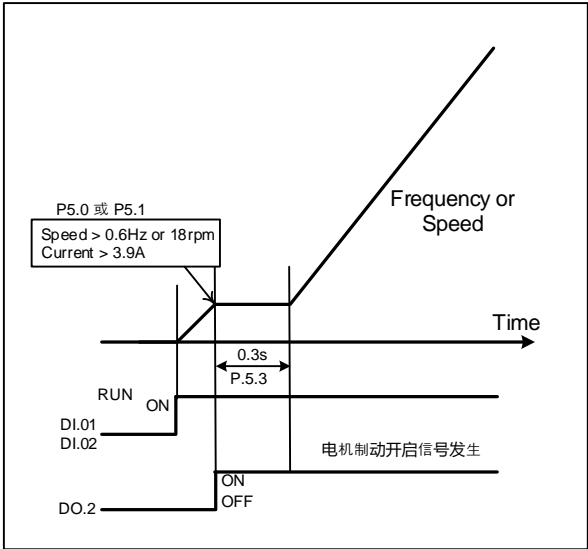 P5.0 或 P5.1
Speed > 0.6Hz or 18rpm
Current > 3.9A
Frequency or
Speed
Time
0.3s
P.5.3
RUN
ON
DI.01
DI.02
电机制动开启信号发生
ON
OFF
DO.2